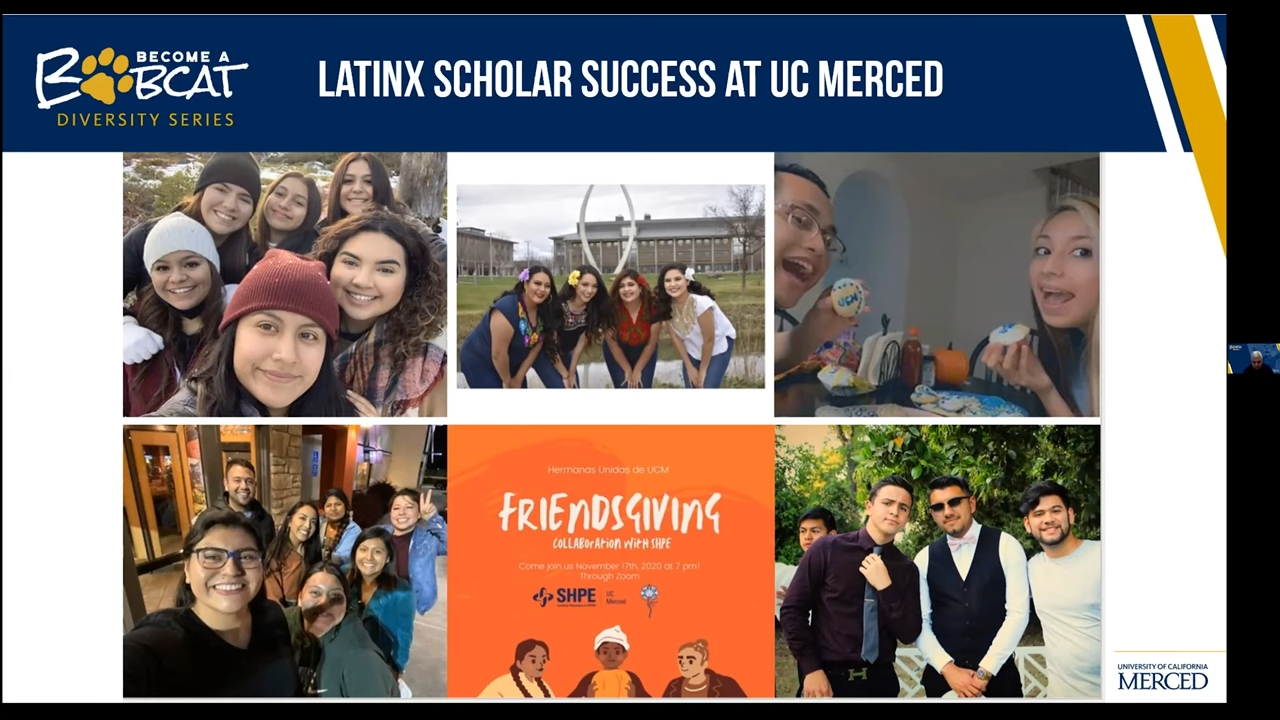 BECOME A
BOBCAT
DIVERSITY SERIES
LATINX SCHOLAR SUCCESS AT UC MERCED
Hermanas Unidas de UCM
FRIENDSGIVING
COLLABORATION WITH SHPE
Come join us November 17th, 2020 at 7 pm!
Through Zoom
SHPE
UC
Merced
UNIVERSITY OF CALIFORNIA
MERCED